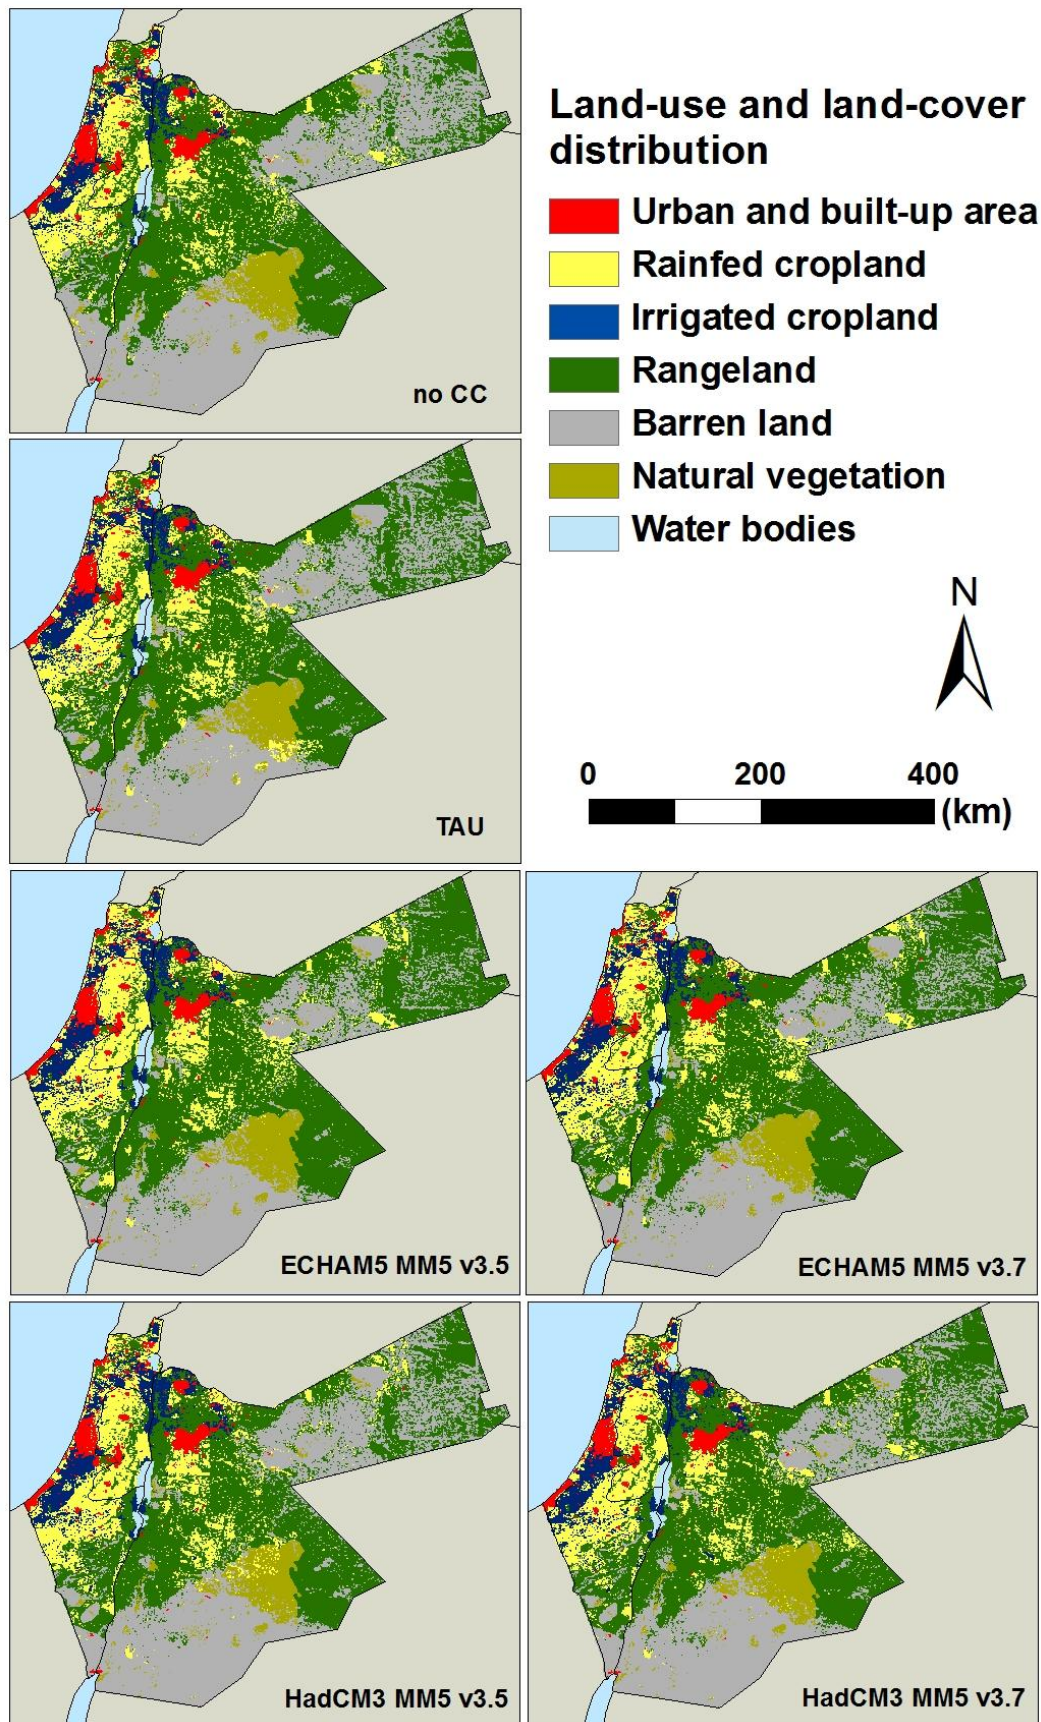 Land-use and land-cover
distribution
Urban and built-up area
Rainfed cropland
Irrigated cropland
Rangeland
Barren land
Natural vegetation
Water bodies
no CC
N
0 200 400
(km)
TAU
ECHAM5 MM5 v3.5
ECHAM5 MM5 v3.7
HadCM3 MM5 v3.5
HadCM3 MM5 v3.7